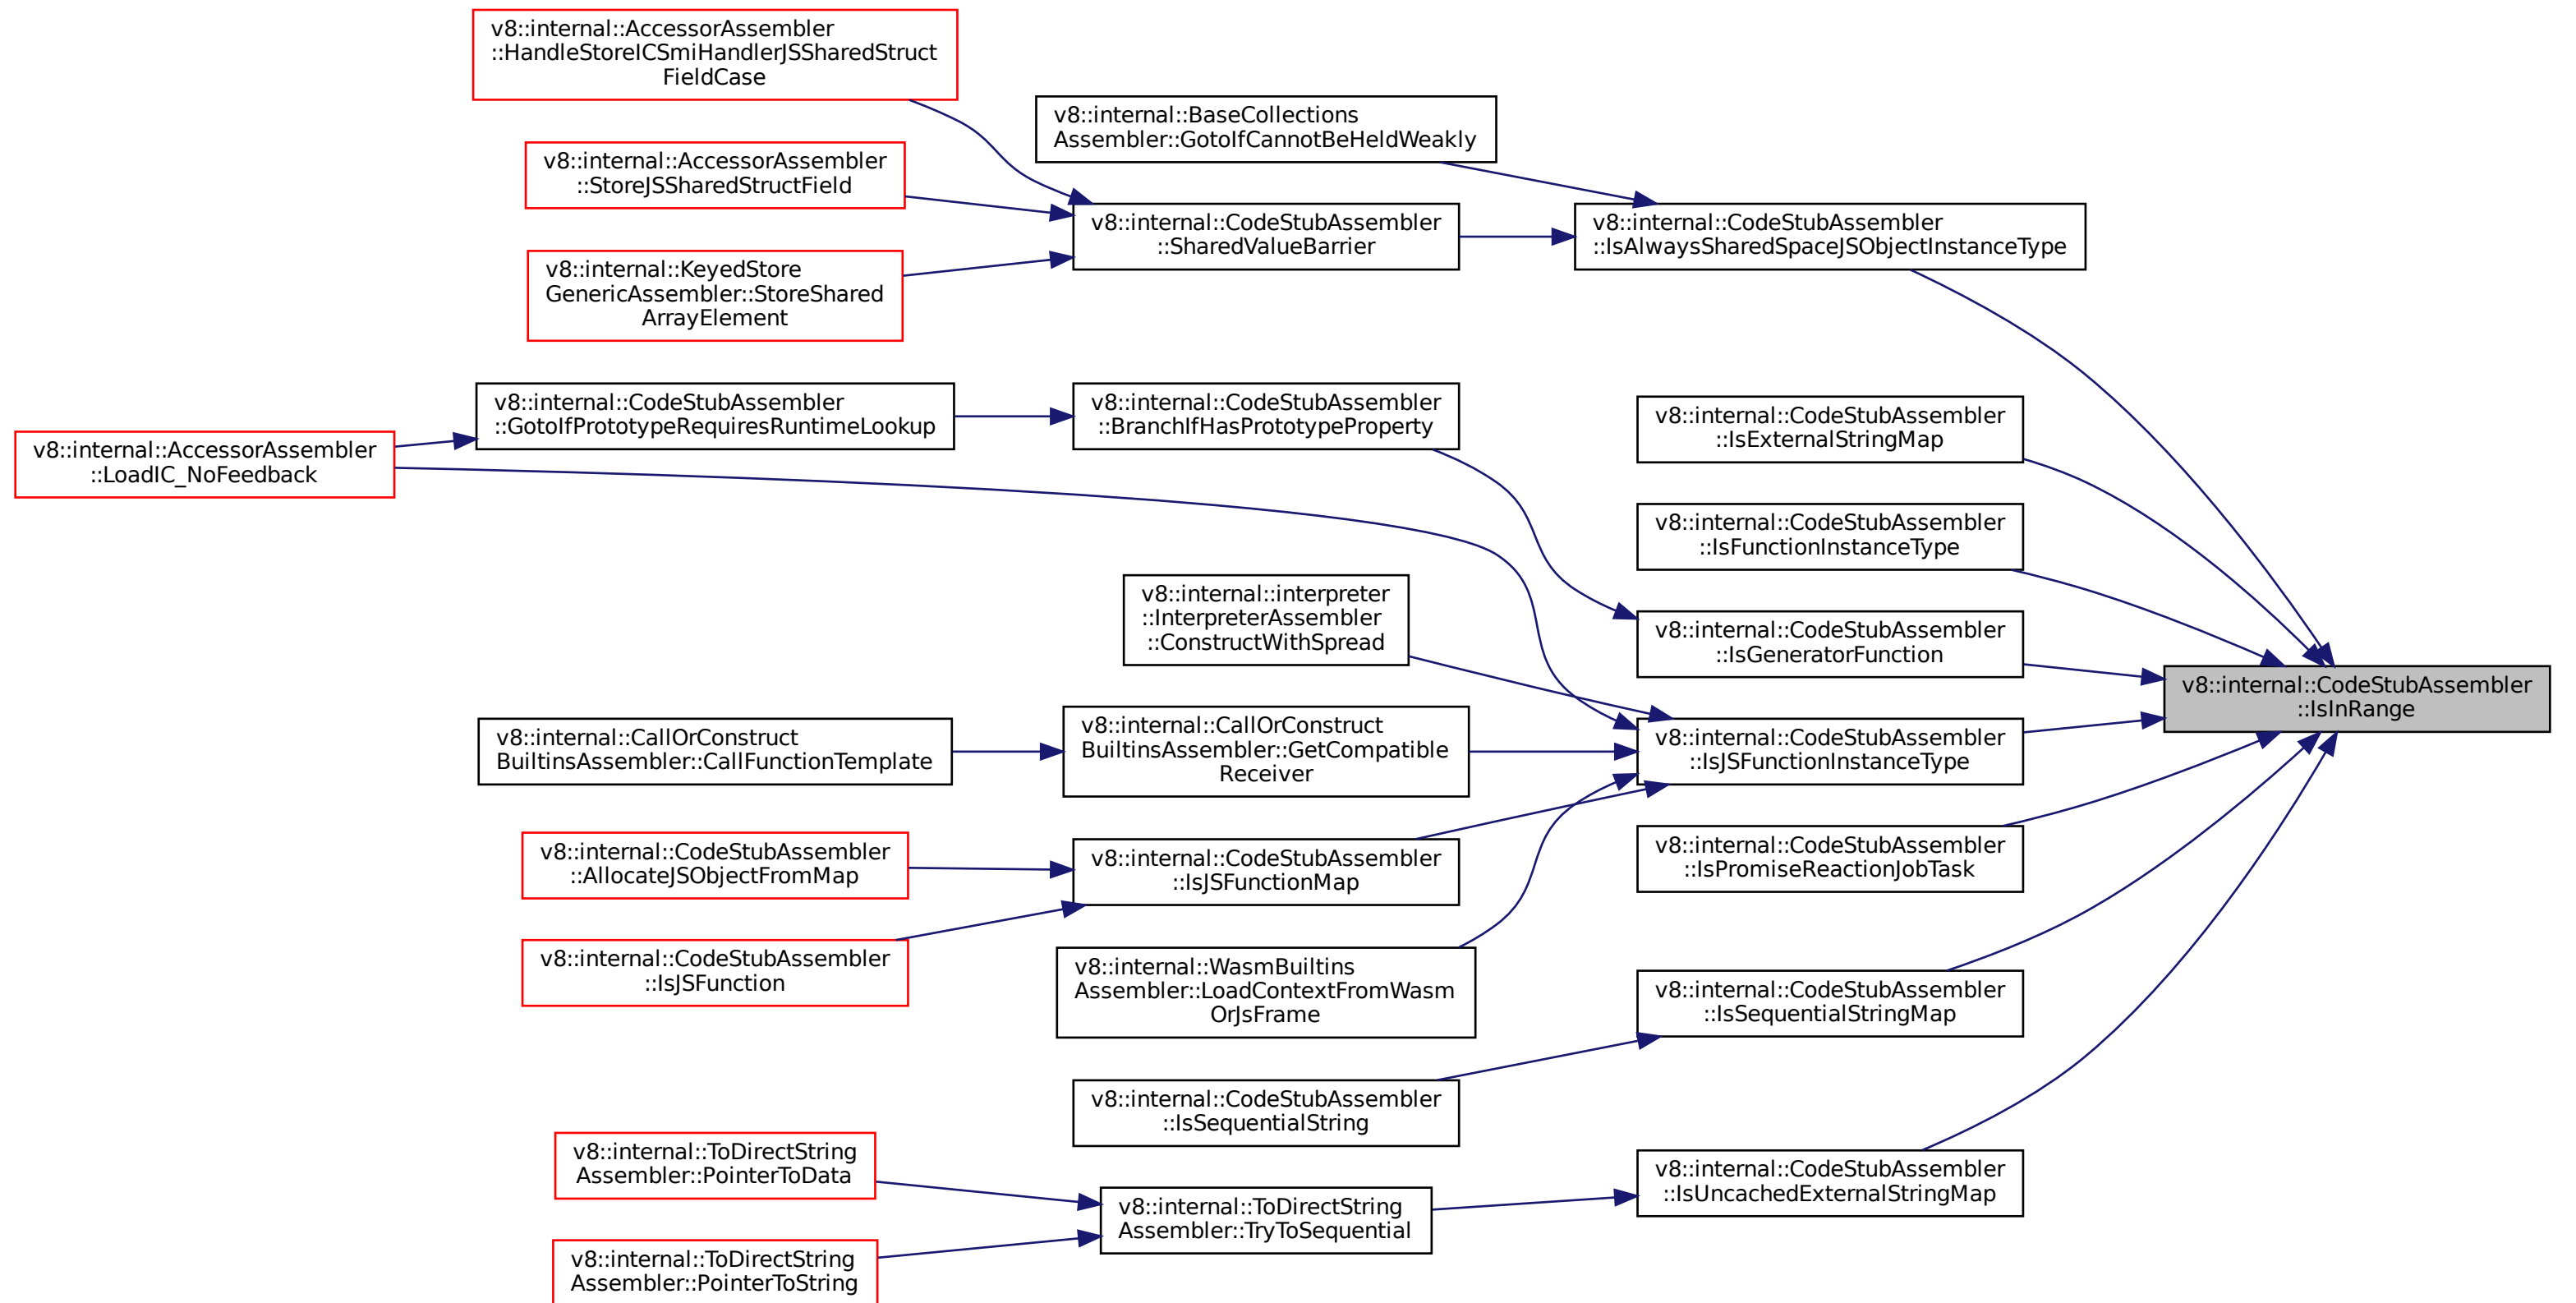 v8::internal::AccessorAssembler
::HandleStoreICSmiHandlerJSSharedStruct
FieldCase
v8::internal::BaseCollections
Assembler::GotoIfCannotBeHeldWeakly
v8::internal::AccessorAssembler
::StoreJSSharedStructField
v8::internal::CodeStubAssembler
::SharedValueBarrier
v8::internal::CodeStubAssembler
::IsAlwaysSharedSpaceJSObjectInstanceType
v8::internal::KeyedStore
GenericAssembler::StoreShared
ArrayElement
v8::internal::CodeStubAssembler
::GotoIfPrototypeRequiresRuntimeLookup
v8::internal::CodeStubAssembler
::BranchIfHasPrototypeProperty
v8::internal::CodeStubAssembler
::IsExternalStringMap
v8::internal::AccessorAssembler
::LoadIC_NoFeedback
v8::internal::CodeStubAssembler
::IsFunctionInstanceType
v8::internal::interpreter
::InterpreterAssembler
::ConstructWithSpread
v8::internal::CodeStubAssembler
::IsGeneratorFunction
v8::internal::CodeStubAssembler
::IsInRange
v8::internal::CallOrConstruct
BuiltinsAssembler::CallFunctionTemplate
v8::internal::CallOrConstruct
BuiltinsAssembler::GetCompatible
Receiver
v8::internal::CodeStubAssembler
::IsJSFunctionInstanceType
v8::internal::CodeStubAssembler
::AllocateJSObjectFromMap
v8::internal::CodeStubAssembler
::IsJSFunctionMap
v8::internal::CodeStubAssembler
::IsPromiseReactionJobTask
v8::internal::CodeStubAssembler
::IsJSFunction
v8::internal::WasmBuiltins
Assembler::LoadContextFromWasm
OrJsFrame
v8::internal::CodeStubAssembler
::IsSequentialStringMap
v8::internal::CodeStubAssembler
::IsSequentialString
v8::internal::ToDirectString
Assembler::PointerToData
v8::internal::ToDirectString
Assembler::TryToSequential
v8::internal::CodeStubAssembler
::IsUncachedExternalStringMap
v8::internal::ToDirectString
Assembler::PointerToString